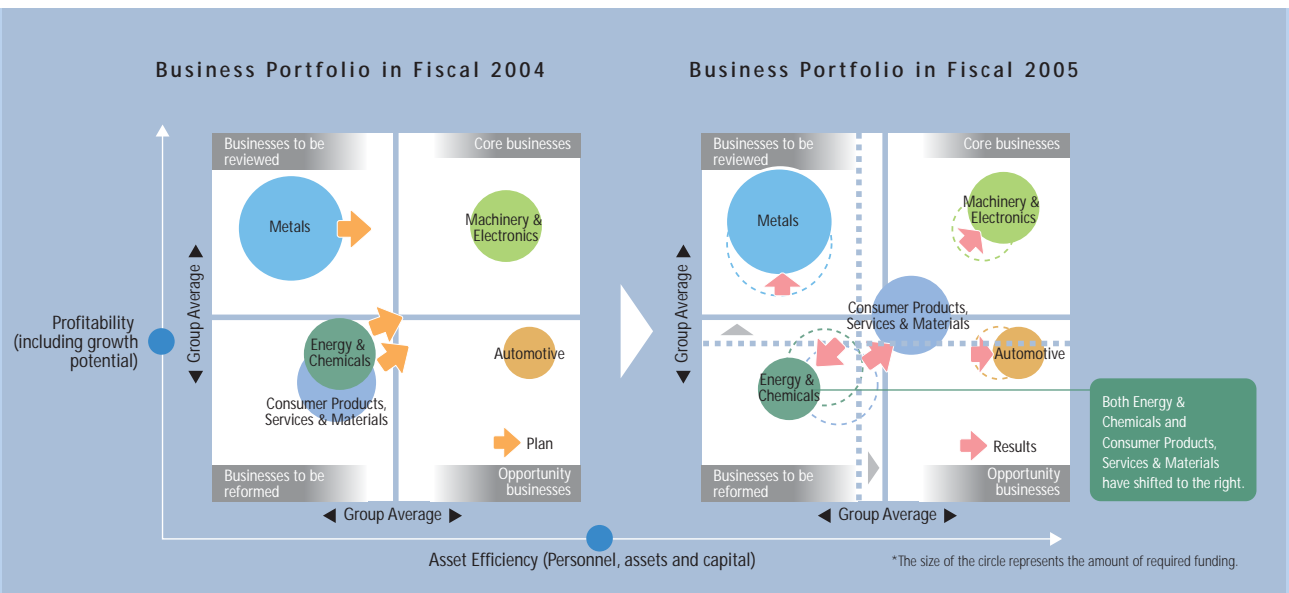 Business Portfolio in Fiscal 2004
Businesses to be
reviewed
Core businesses
Metals
Machinery &
Electronics
Profitability
(including growth
potential)
Group Average
Energy &
Chemicals
Consumer Products,
Services & Materials
Automotive
Plan
Businesses to be
reformed
Opportunity
businesses
Group Average
Business Portfolio in Fiscal 2005
Businesses to be
reviewed
Core businesses
Metals
Machinery &
Electronics
Group Average
Consumer Products,
Services & Materials
Energy &
Chemicals
Automotive
Results
Businesses to be
reformed
Opportunity
businesses
Group Average
Both Energy &
Chemicals and
Consumer Products,
Services & Materials
have shifted to the right.
Asset Efficiency (Personnel, assets and capital)
*The size of the circle represents the amount of required funding.